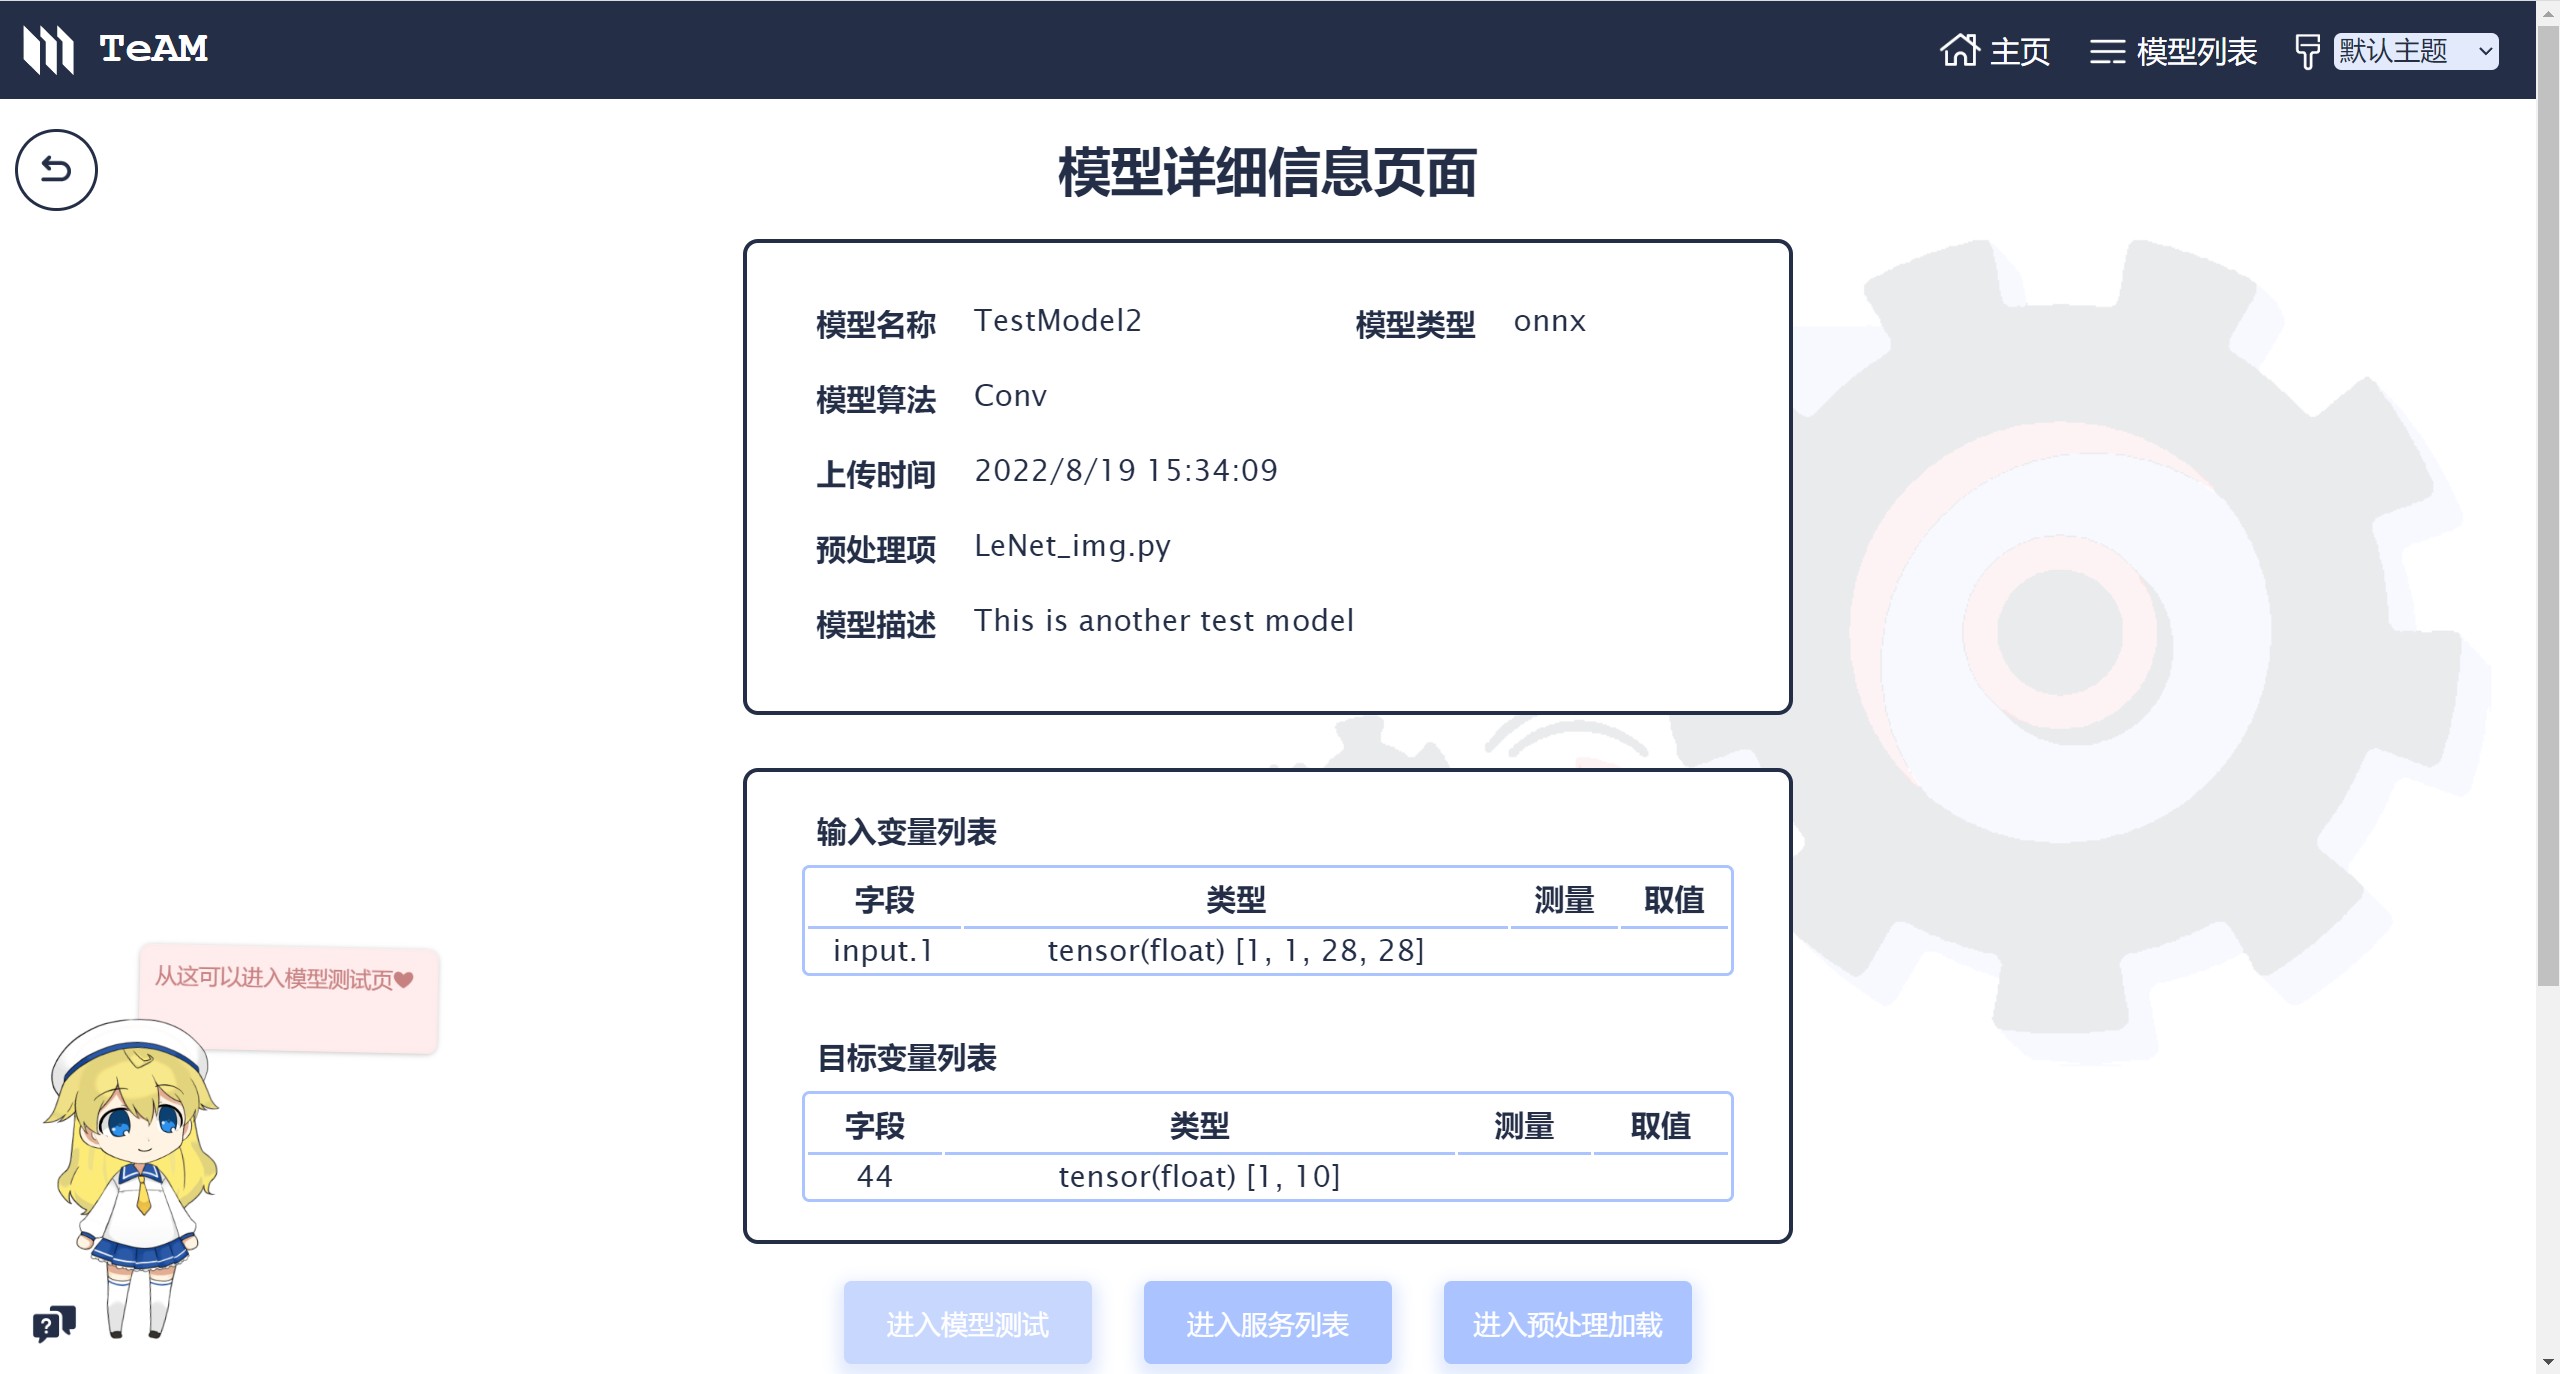 TeAM
主页
模型列表
默认主题
模型详细信息页面
模型名称 TestModel2 模型类型 onnx
模型算法 Conv
上传时间 2022/8/19 15:34:09
预处理项 LeNet_img.py
模型描述 This is another test model
输入变量列表
字段 类型 测量 取值
input.1 tensor(float) [1, 1, 28, 28]
目标变量列表
字段 类型 测量 取值
44 tensor(float) [1, 10]
从这可以进入模型测试页♥
?
进入模型测试 进入服务列表 进入预处理加载